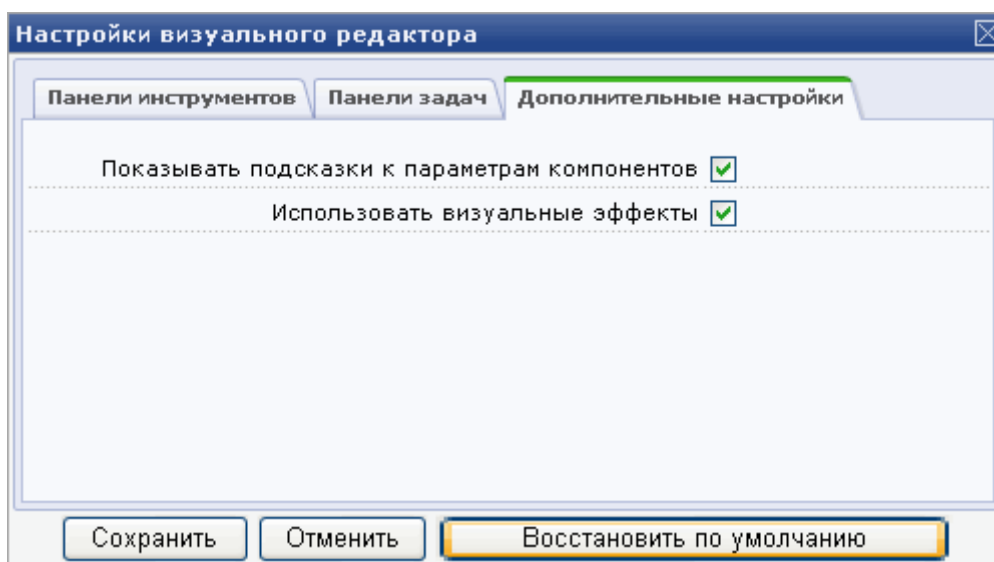 Настройки визуального редактора
Панели инструментов Панели задач Дополнительные настройки
Показывать подсказки к параметрам компонентов
Использовать визуальные эффекты
Сохранить Отменить Восстановить по умолчанию